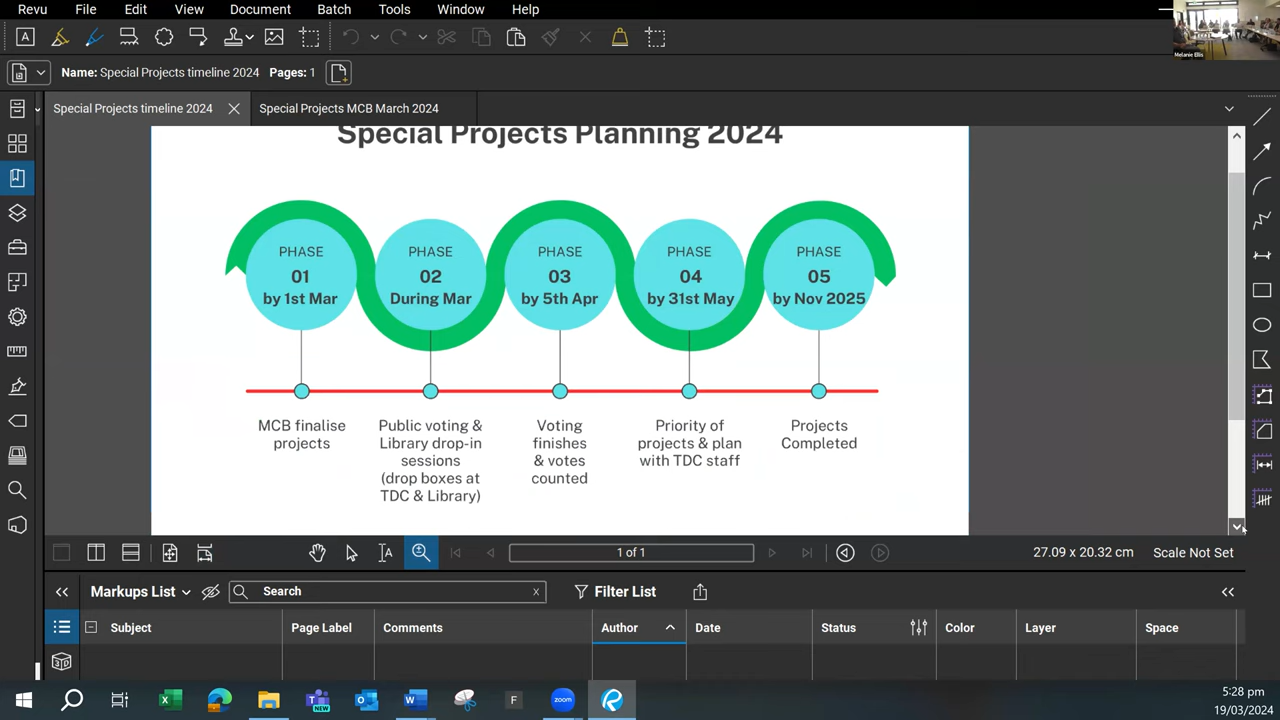 Revu File Edit View Document Batch Tools Window Help
Melanie Ellis
Name: Special Projects timeline 2024 Pages: 1
Special Projects timeline 2024 Special Projects MCB March 2024
Special Projects Planning 2024
PHASE
01
by 1st Mar
PHASE
02
During Mar
PHASE
03
by 5th Apr
PHASE
04
by 31st May
PHASE
05
by Nov 2025
MCB finalise
projects
Public voting &
Library drop-in
sessions
(drop boxes at
TDC & Library)
Voting
finishes
& votes
counted
Priority of
projects & plan
with TDC staff
Projects
Completed
1 of 1
27.09 x 20.32 cm Scale Not Set
Markups List Search Filter List
Subject Page Label Comments Author Date Status Color Layer Space
NEW
zoom
F
5:28 pm
19/03/2024